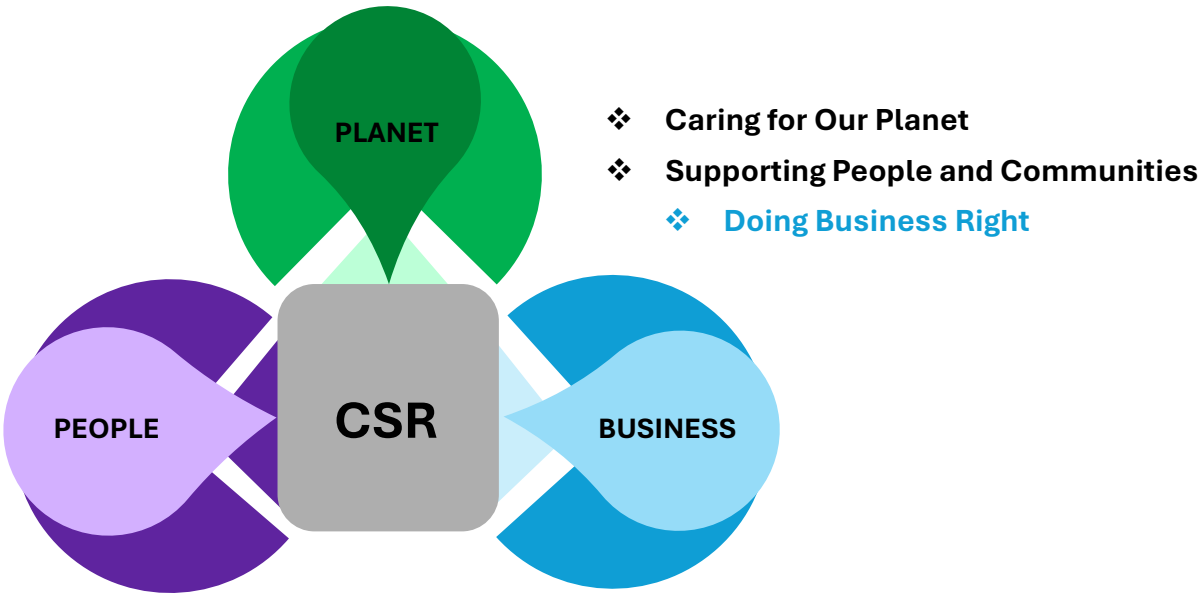 PLANET
❖ Caring for Our Planet
❖ Supporting People and Communities
❖ Doing Business Right
PEOPLE
CSR
BUSINESS